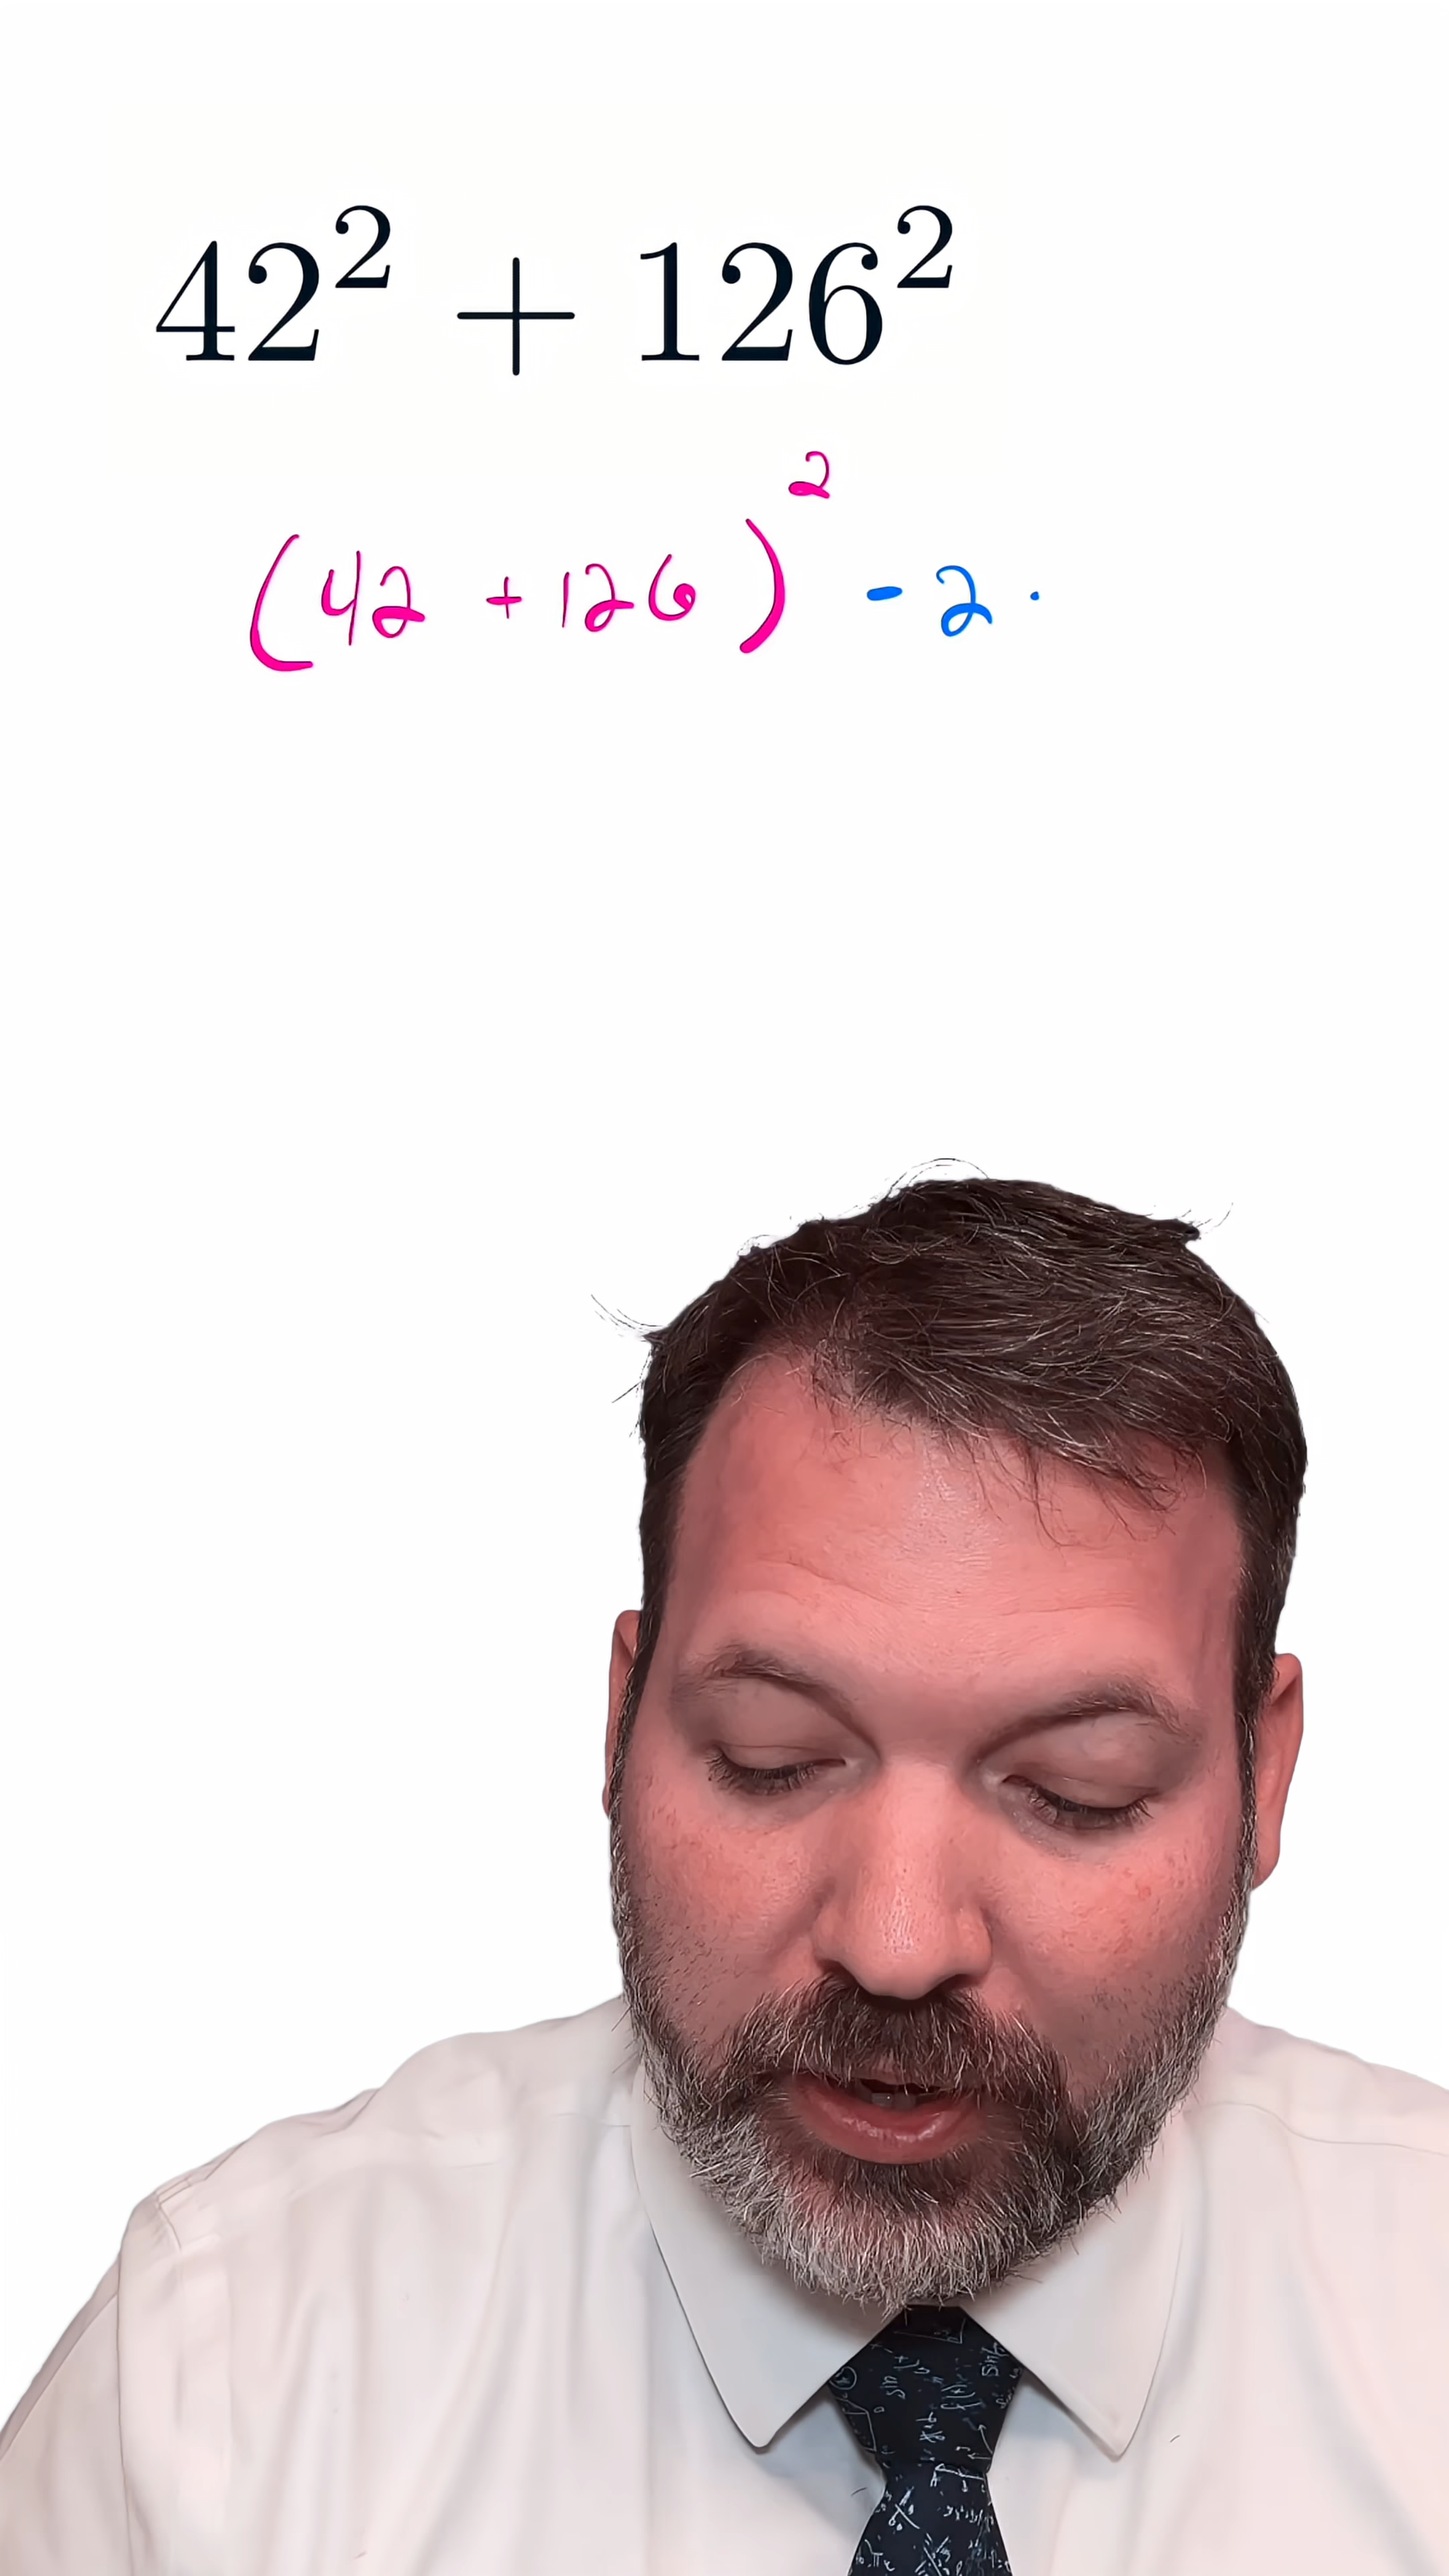 42² + 126²
(42 + 126)² - 2 ·